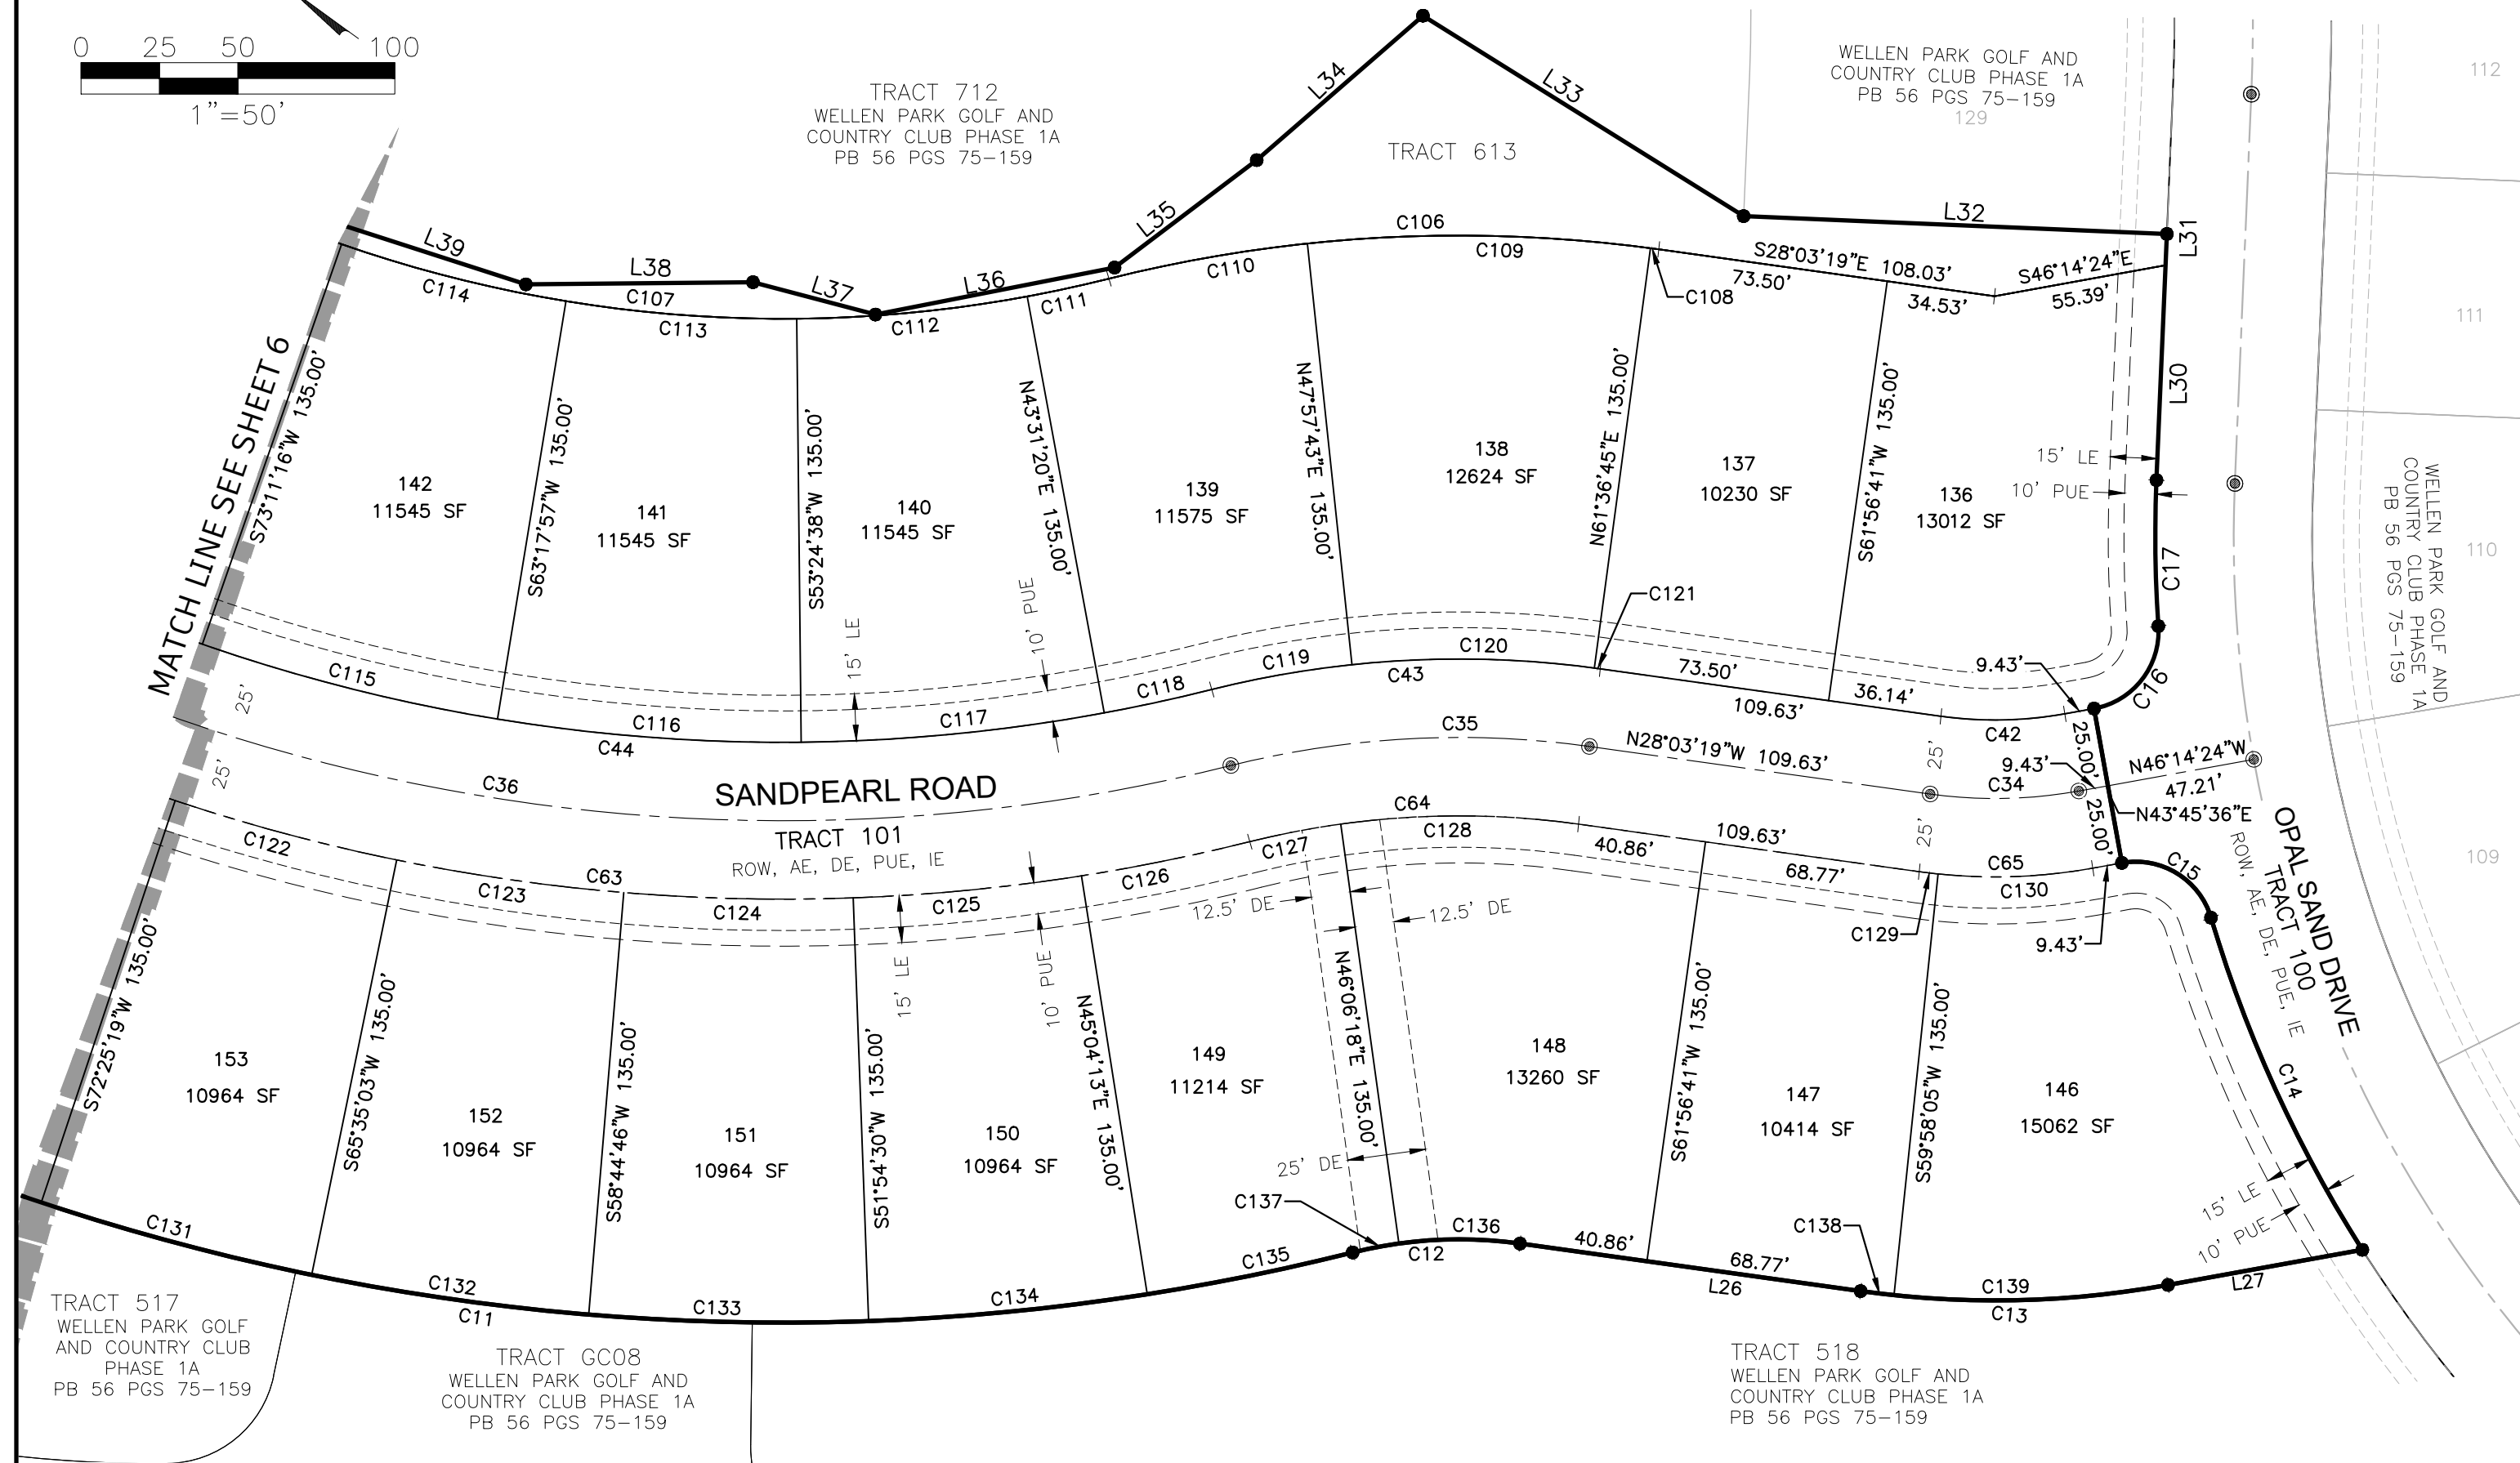 0 25 50 100
1"=50'
TRACT 712
WELLEN PARK GOLF AND
COUNTRY CLUB PHASE 1A
PB 56 PGS 75-159
WELLEN PARK GOLF AND
COUNTRY CLUB PHASE 1A
PB 56 PGS 75-159
129
112
111
110
109
TRACT 613
L34
L33
L35
L32
L31
L39
L38
L37
L36
C114
C107
C113
C112
C111
C110
C106
C109
C108
S28°03'19"E 108.03'
73.50'
34.53'
S46°14'24"E
55.39'
L30
MATCH LINE SEE SHEET 6
S73°11'16"W 135.00'
S63°17'57"W 135.00'
S53°24'38"W 135.00'
N43°31'20"E 135.00'
N47°57'43"E 135.00'
N61°36'45"E 135.00'
S61°56'41"W 135.00'
142
11545 SF
141
11545 SF
140
11545 SF
139
11575 SF
138
12624 SF
137
10230 SF
136
13012 SF
15' LE
10' PUE
15' LE
10' PUE
C17
C16
WELLEN PARK GOLF AND
COUNTRY CLUB PHASE 1A
PB 56 PGS 75-159
C121
C115
C116
C44
C117
C118
C119
C120
C43
73.50'
109.63'
36.14'
9.43'
C42
25.00'
25'
25'
C36
SANDPEARL ROAD
TRACT 101
ROW, AE, DE, PUE, IE
C35
N28°03'19"W 109.63'
25'
C34
9.43'
N46°14'24"W
47.21'
N43°45'36"E
25.00'
C122
C123
C63
C124
C125
C126
C127
C64
C128
40.86'
109.63'
68.77'
25'
C65
C130
C129
9.43'
C15
OPAL SAND DRIVE
TRACT 100
ROW, AE, DE, PUE, IE
12.5' DE
12.5' DE
15' LE
10' PUE
S72°25'19"W 135.00'
S65°35'03"W 135.00'
S58°44'46"W 135.00'
S51°54'30"W 135.00'
N45°04'13"E 135.00'
N46°06'18"E 135.00'
S61°56'41"W 135.00'
S59°58'05"W 135.00'
153
10964 SF
152
10964 SF
151
10964 SF
150
10964 SF
149
11214 SF
148
13260 SF
147
10414 SF
146
15062 SF
C14
25' DE
15' LE
10' PUE
C137
C138
C131
C132
C11
C133
C134
C135
C136
C12
40.86'
68.77'
L26
C139
C13
L27
TRACT 517
WELLEN PARK GOLF
AND COUNTRY CLUB
PHASE 1A
PB 56 PGS 75-159
TRACT GC08
WELLEN PARK GOLF AND
COUNTRY CLUB PHASE 1A
PB 56 PGS 75-159
TRACT 518
WELLEN PARK GOLF AND
COUNTRY CLUB PHASE 1A
PB 56 PGS 75-159